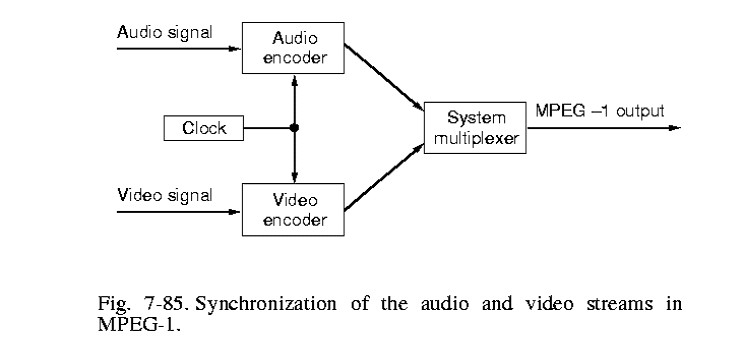 Audio signal
Audio
encoder
Clock
System
multiplexer
MPEG –1 output
Video signal
Video
encoder
Fig. 7-85. Synchronization of the audio and video streams in
MPEG-1.